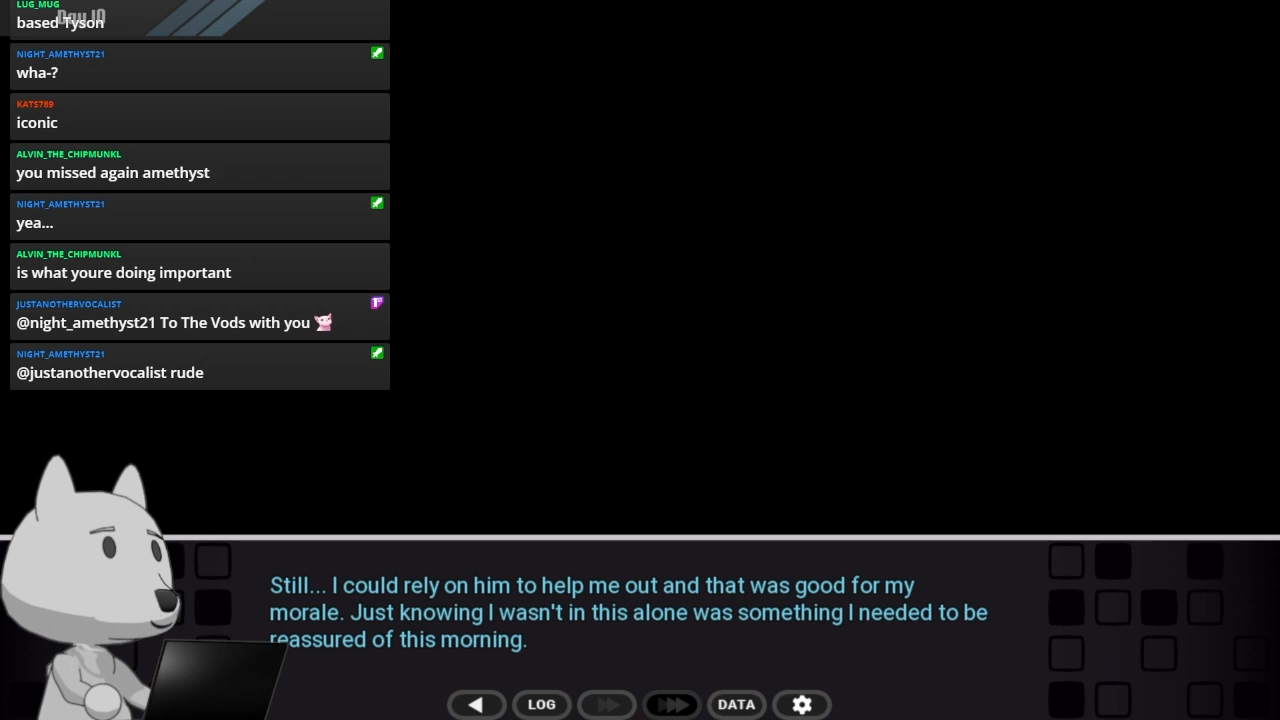 LUG_MUG
Day 10
based Tyson
NIGHT_AMETHYST21
wha-?
KATS789
iconic
ALVIN_THE_CHIPMUNKL
you missed again amethyst
NIGHT_AMETHYST21
yea...
ALVIN_THE_CHIPMUNKL
is what youre doing important
JUSTANOTHERVOCALIST
@night_amethyst21 To The Vods with you
NIGHT_AMETHYST21
@justanothervocalist rude
Still... I could rely on him to help me out and that was good for my
morale. Just knowing I wasn't in this alone was something I needed to be
reassured of this morning.
LOG
DATA